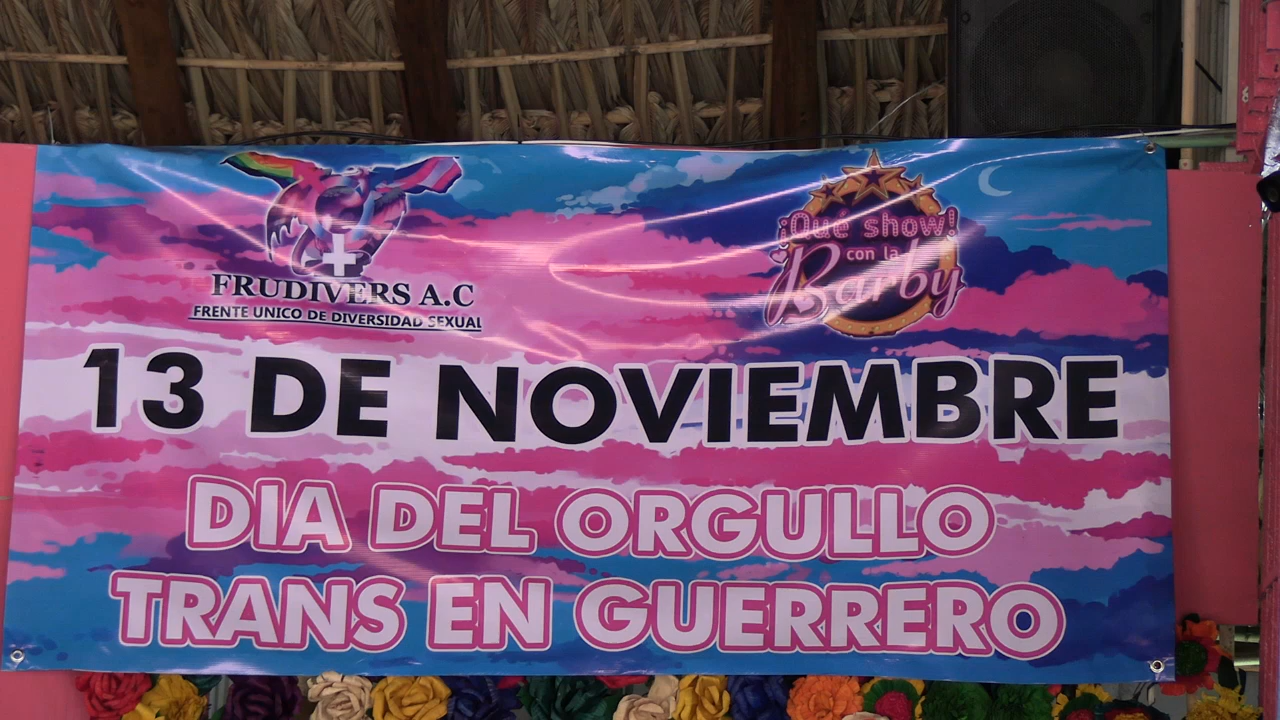 FRUDIVERS A.C
FRENTE UNICO DE DIVERSIDAD SEXUAL
¡Qué show!
con la
Barby
13 DE NOVIEMBRE
DIA DEL ORGULLO
TRANS EN GUERRERO